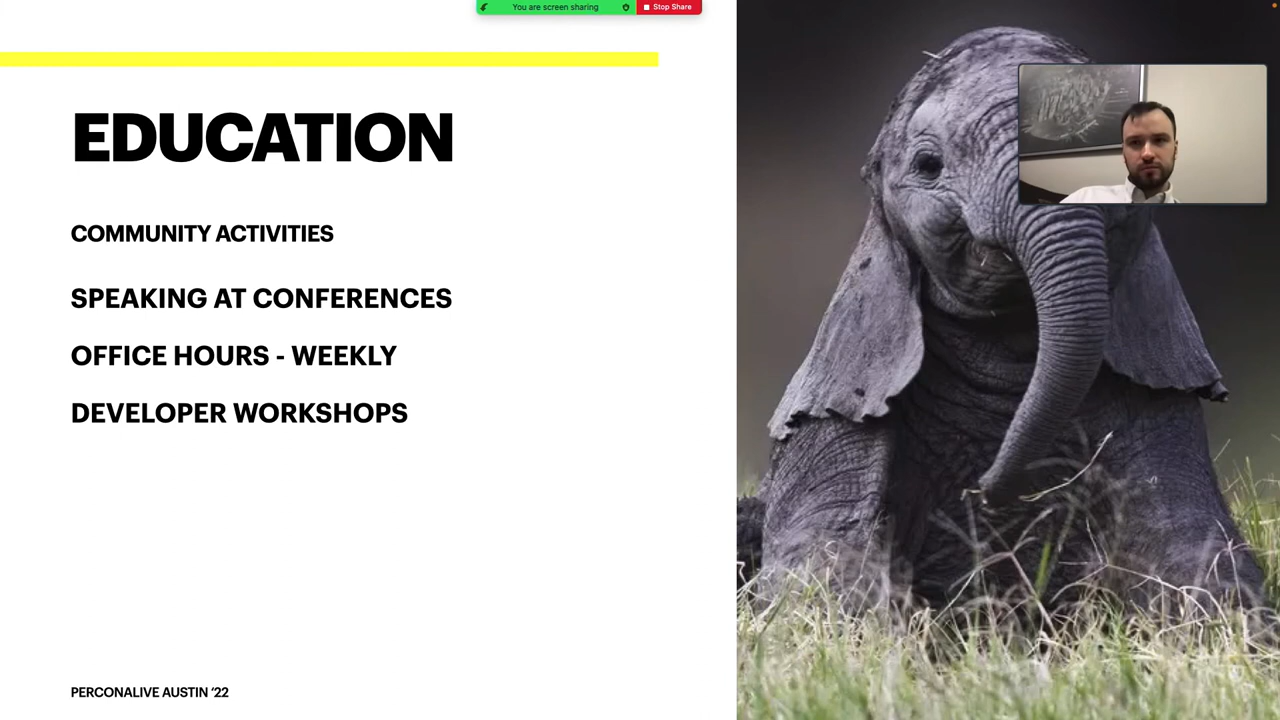 You are screen sharing
Stop Share
EDUCATION
COMMUNITY ACTIVITIES
SPEAKING AT CONFERENCES
OFFICE HOURS - WEEKLY
DEVELOPER WORKSHOPS
PERCONALIVE AUSTIN ‘22